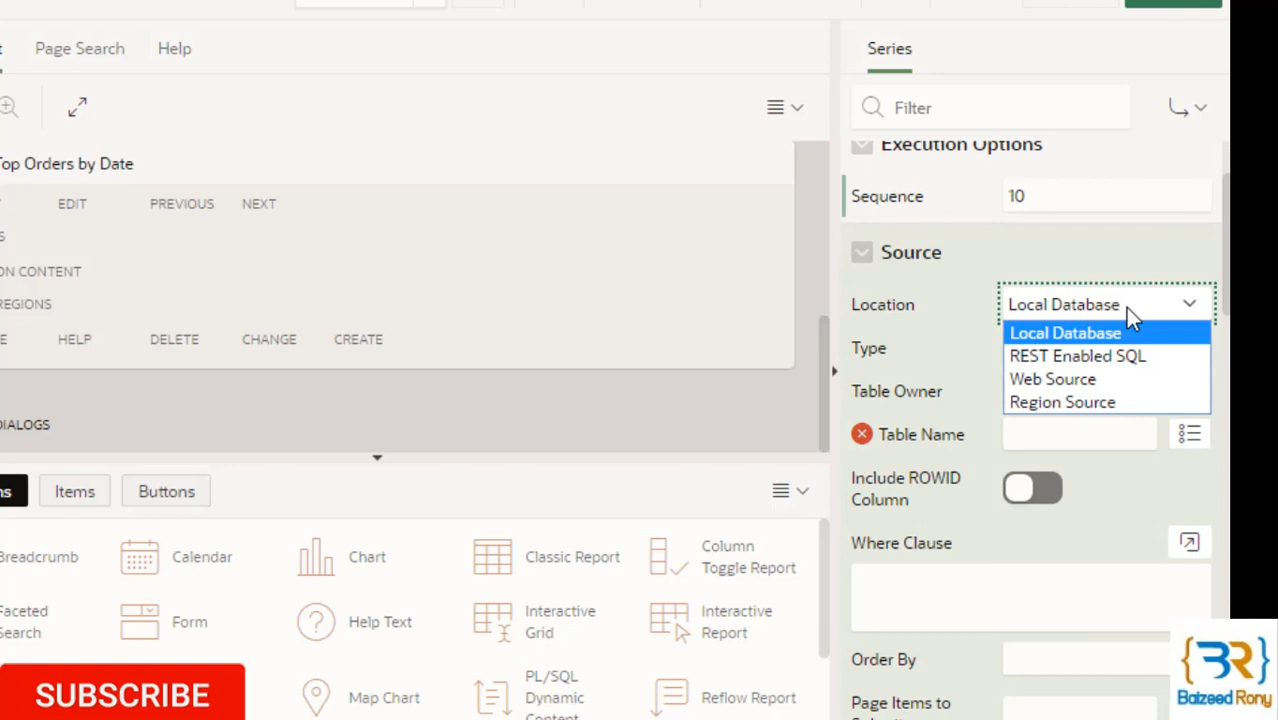 Page Search
Help
Series
Filter
Top Orders by Date
Execution Options
EDIT
PREVIOUS
NEXT
Sequence
10
Source
ON CONTENT
REGIONS
Location
Local Database
Local Database
REST Enabled SQL
Web Source
Region Source
HELP
DELETE
CHANGE
CREATE
Type
Table Owner
DIALOGS
Table Name
Include ROWID
Column
Items
Buttons
Where Clause
Breadcrumb
Calendar
Chart
Classic Report
Column
Toggle Report
Faceted
Search
Form
Help Text
Interactive
Grid
Interactive
Report
Order By
Map Chart
PL/SQL
Dynamic
Content
Reflow Report
Page Items to
SUBSCRIBE
{BR}
Baizeed Rony